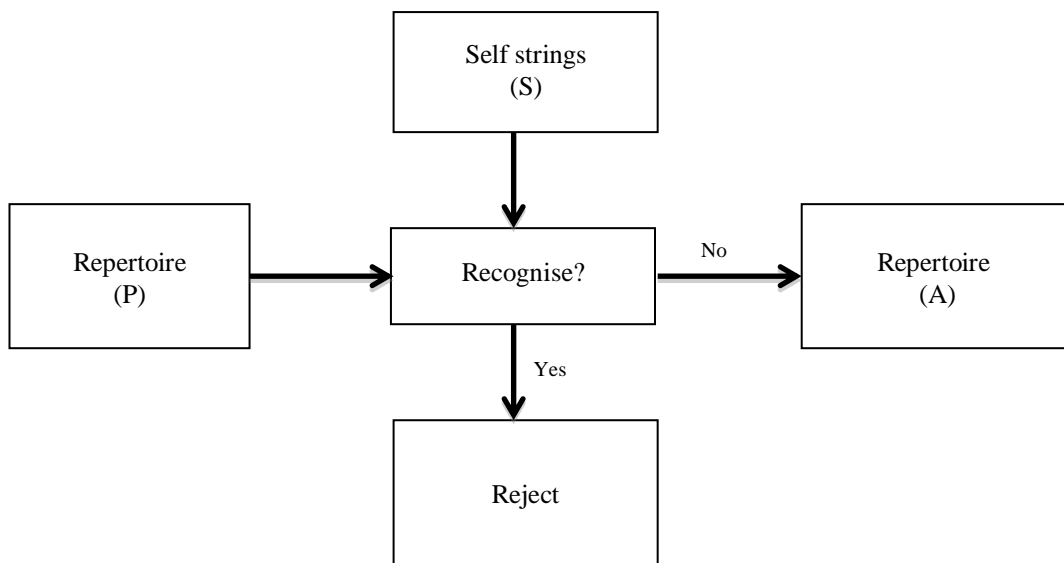 Self strings
(S)
Repertoire
(P)
Recognise?
No
Repertoire
(A)
Yes
Reject